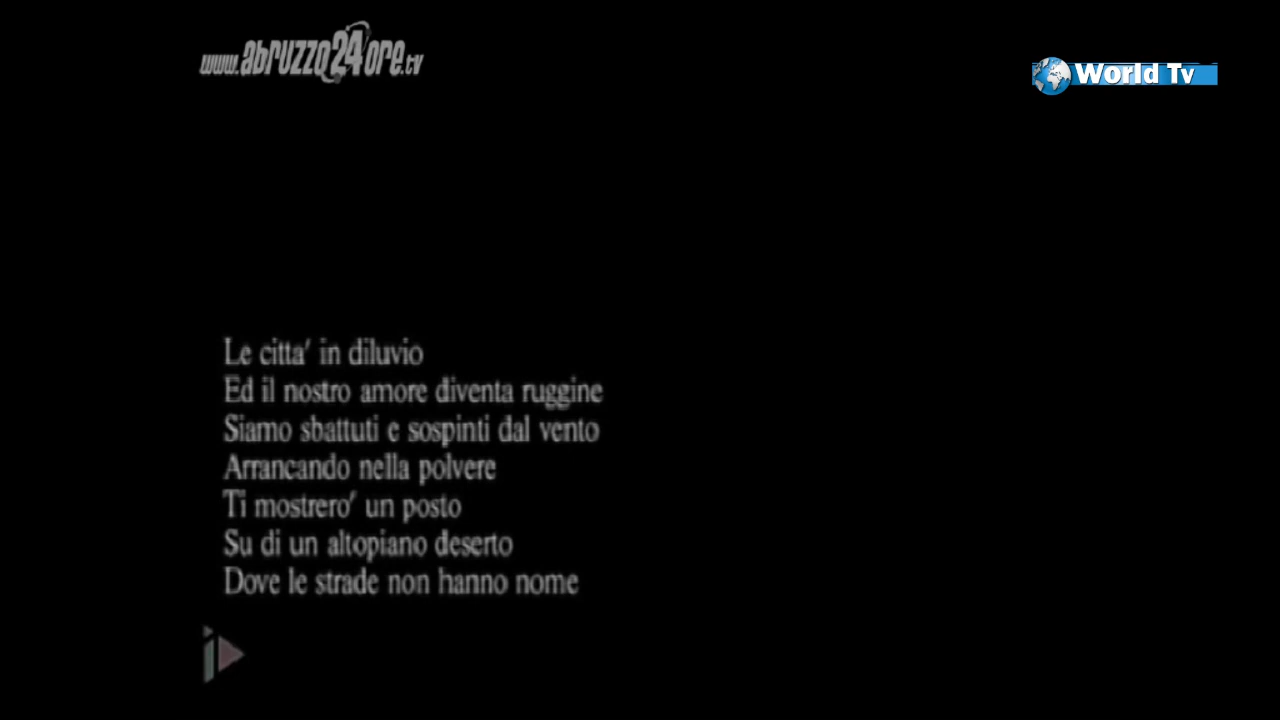 www.abruzzo24ore.tv
World Tv
Le citta' in diluvio
Ed il nostro amore diventa ruggine
Siamo sbattuti e sospinti dal vento
Arrancando nella polvere
Ti mostrero' un posto
Su di un altopiano deserto
Dove le strade non hanno nome